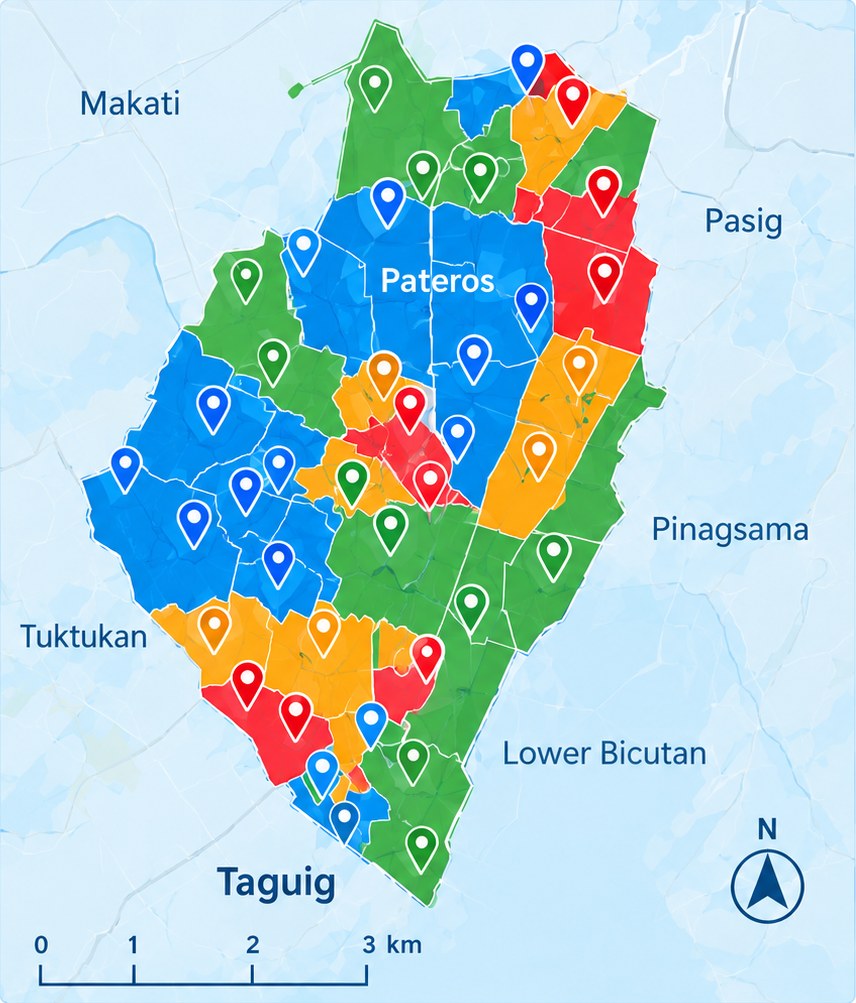 Makati
Pasig
Pateros
Pinagsama
Tuktukan
Lower Bicutan
N
Taguig
0 1 2 3 km